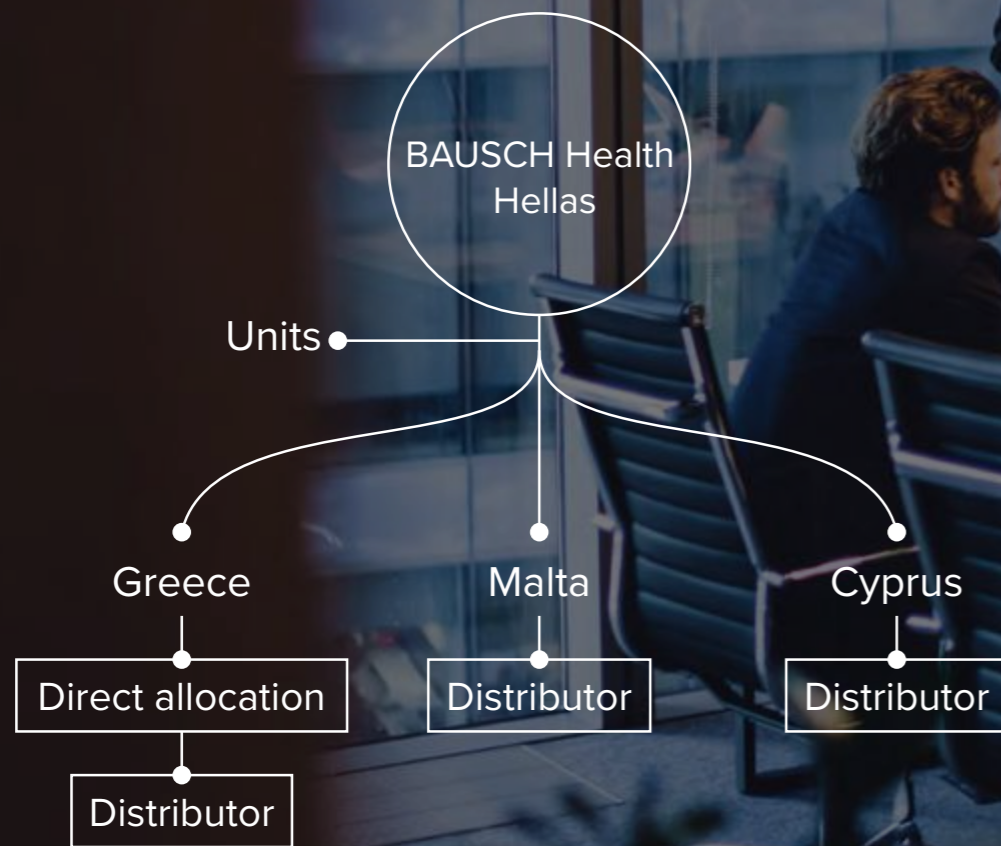 BAUSCH Health
Hellas
Units
Greece
Malta
Cyprus
Direct allocation
Distributor
Distributor
Distributor